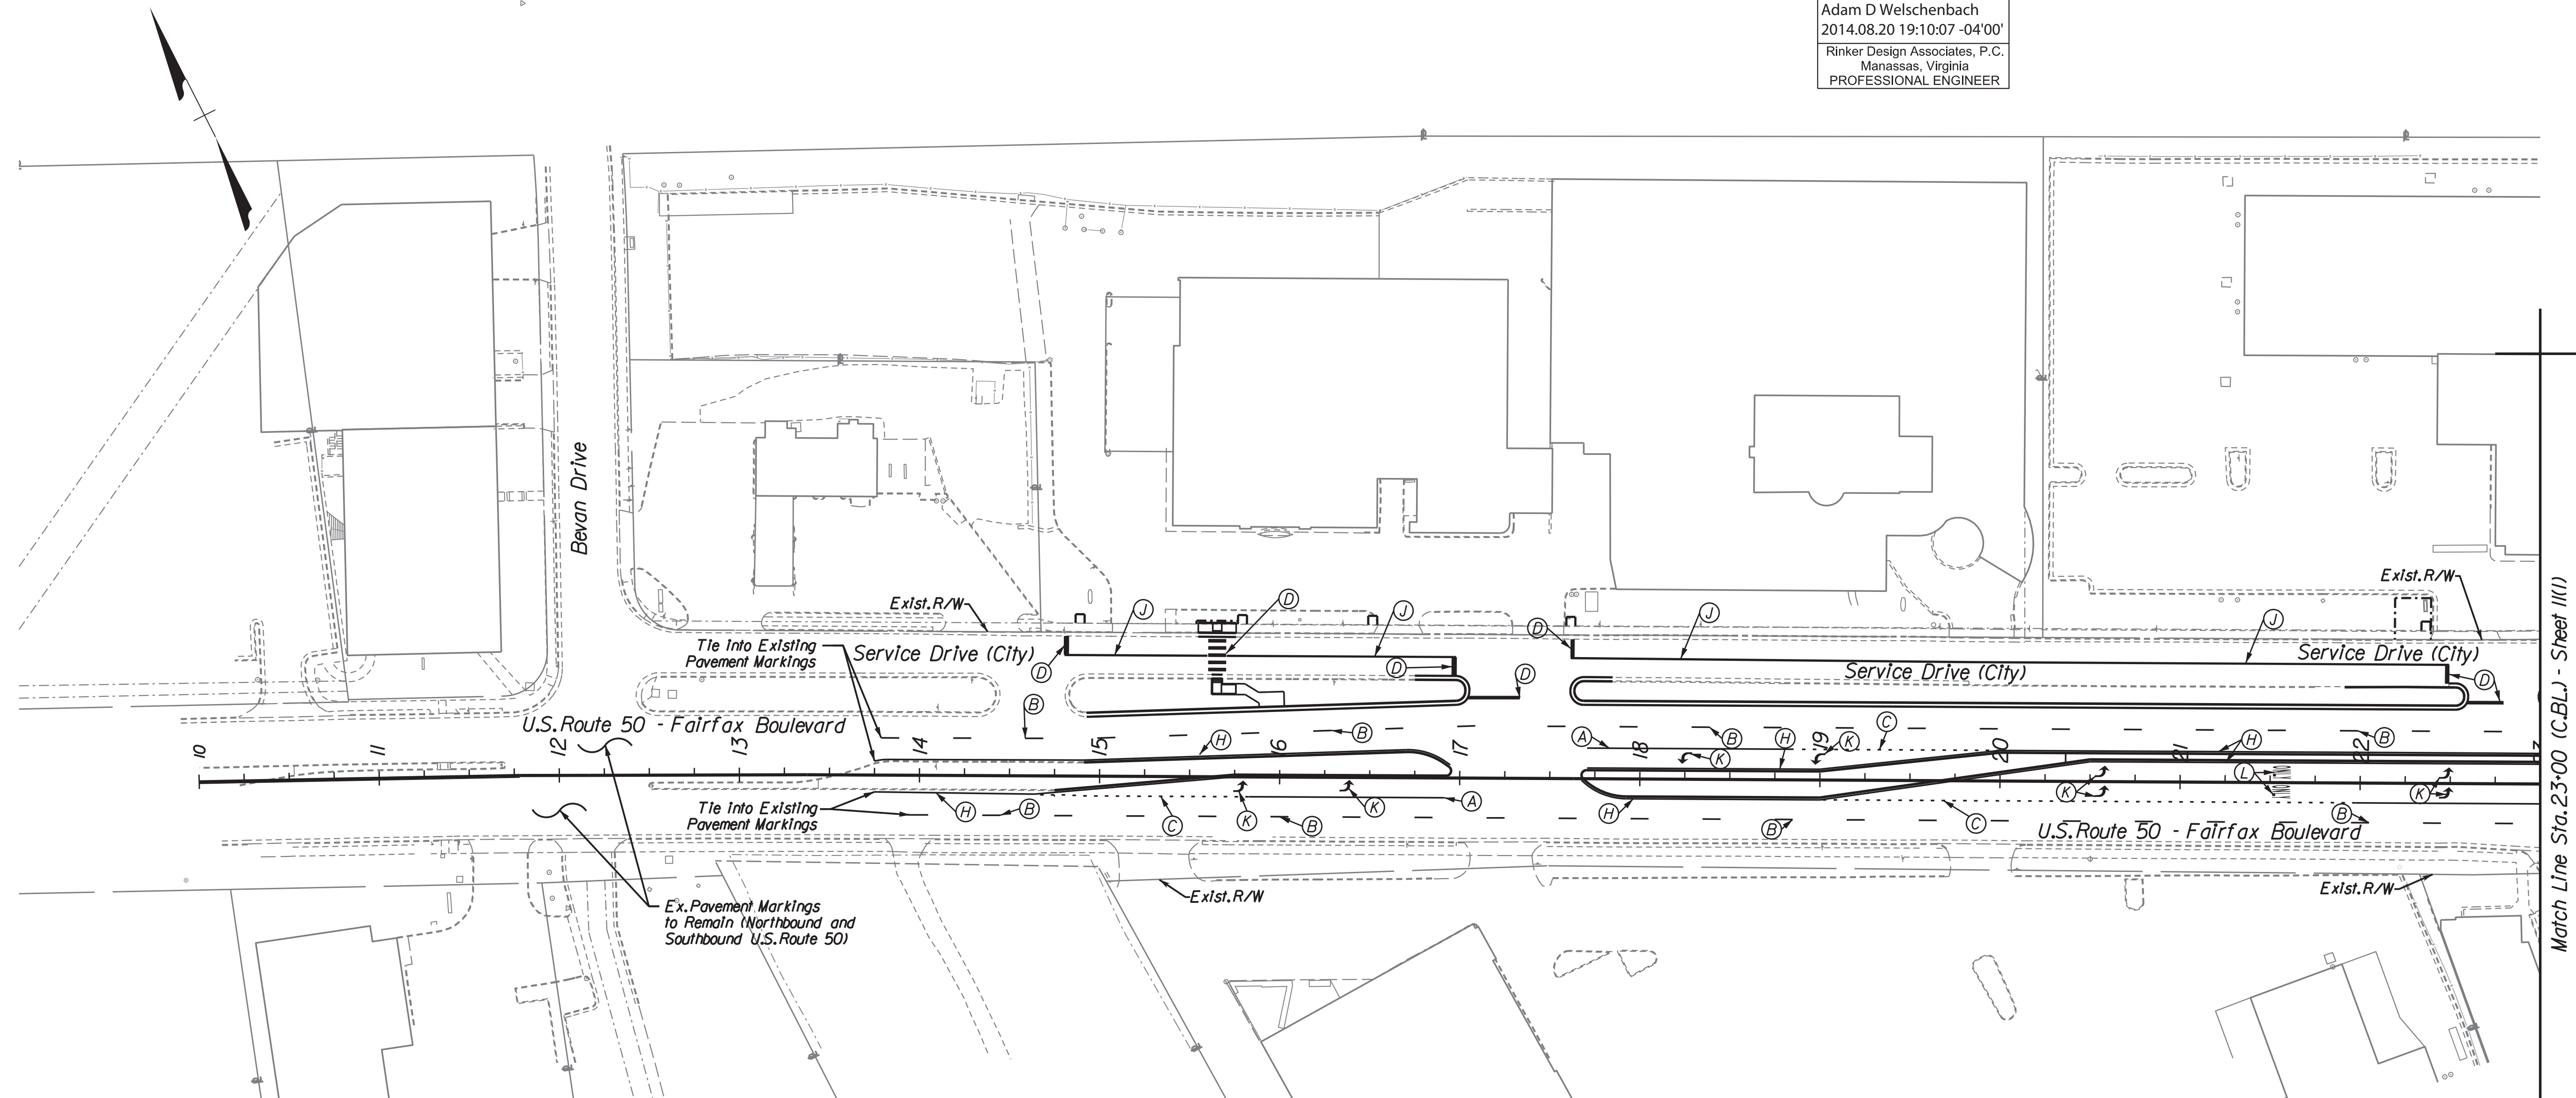 Adam D Welschenbach
2014.08.20 19:10:07 -04'00'
Rinker Design Associates, P.C.
Manassas, Virginia
PROFESSIONAL ENGINEER
Bevan Drive
Exist. R/W
Exist. R/W
J
D
J
D
J
J
Tie into Existing
Pavement Markings
Service Drive (City)
D
D
D
Service Drive (City)
Service Drive (City)
D
U.S. Route 50 - Fairfax Boulevard
B
H
B
A
B
K
H
K
C
H
B
10
11
12
13
14
15
16
17
18
19
20
21
22
L
K
K
Tie into Existing
Pavement Markings
H
B
C
K
B
K
A
H
B
C
B
U.S. Route 50 - Fairfax Boulevard
Exist. R/W
Exist. R/W
Ex. Pavement Markings
to Remain (Northbound and
Southbound U.S. Route 50)
Match Line Sta. 23+00 (C.BL.) - Sheet 11(1)